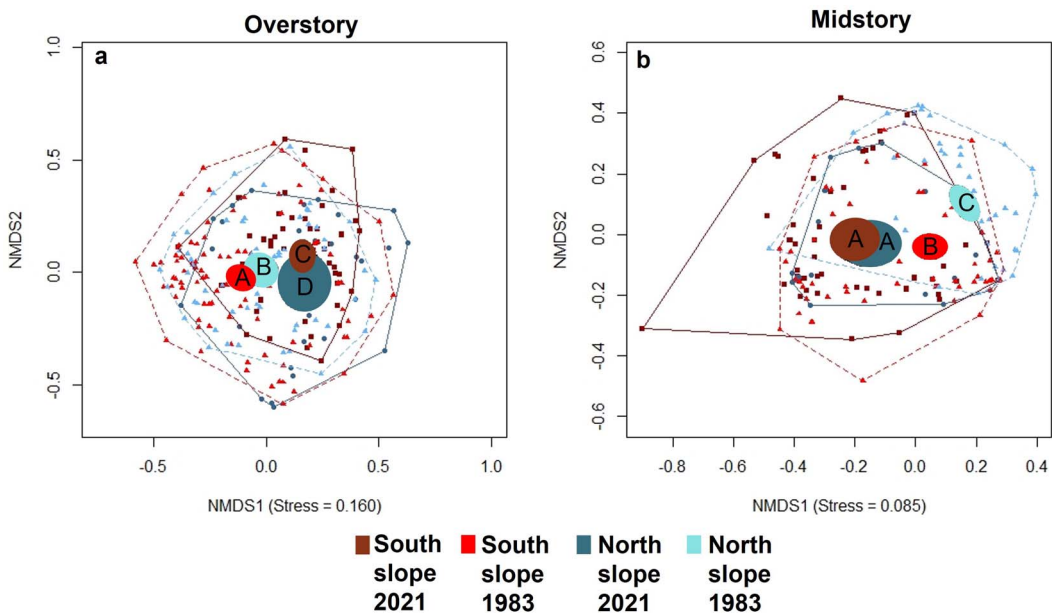 Overstory
Midstory
a
1.0
0.5
0.0
-0.5
NMDS2
A
B
C
D
-0.5
0.0
0.5
1.0
NMDS1 (Stress = 0.160)
b
0.6
0.4
0.2
0.0
-0.2
-0.4
-0.6
NMDS2
A
A
B
C
-0.8
-0.6
-0.4
-0.2
0.0
0.2
0.4
NMDS1 (Stress = 0.085)
South
slope
2021
South
slope
1983
North
slope
2021
North
slope
1983